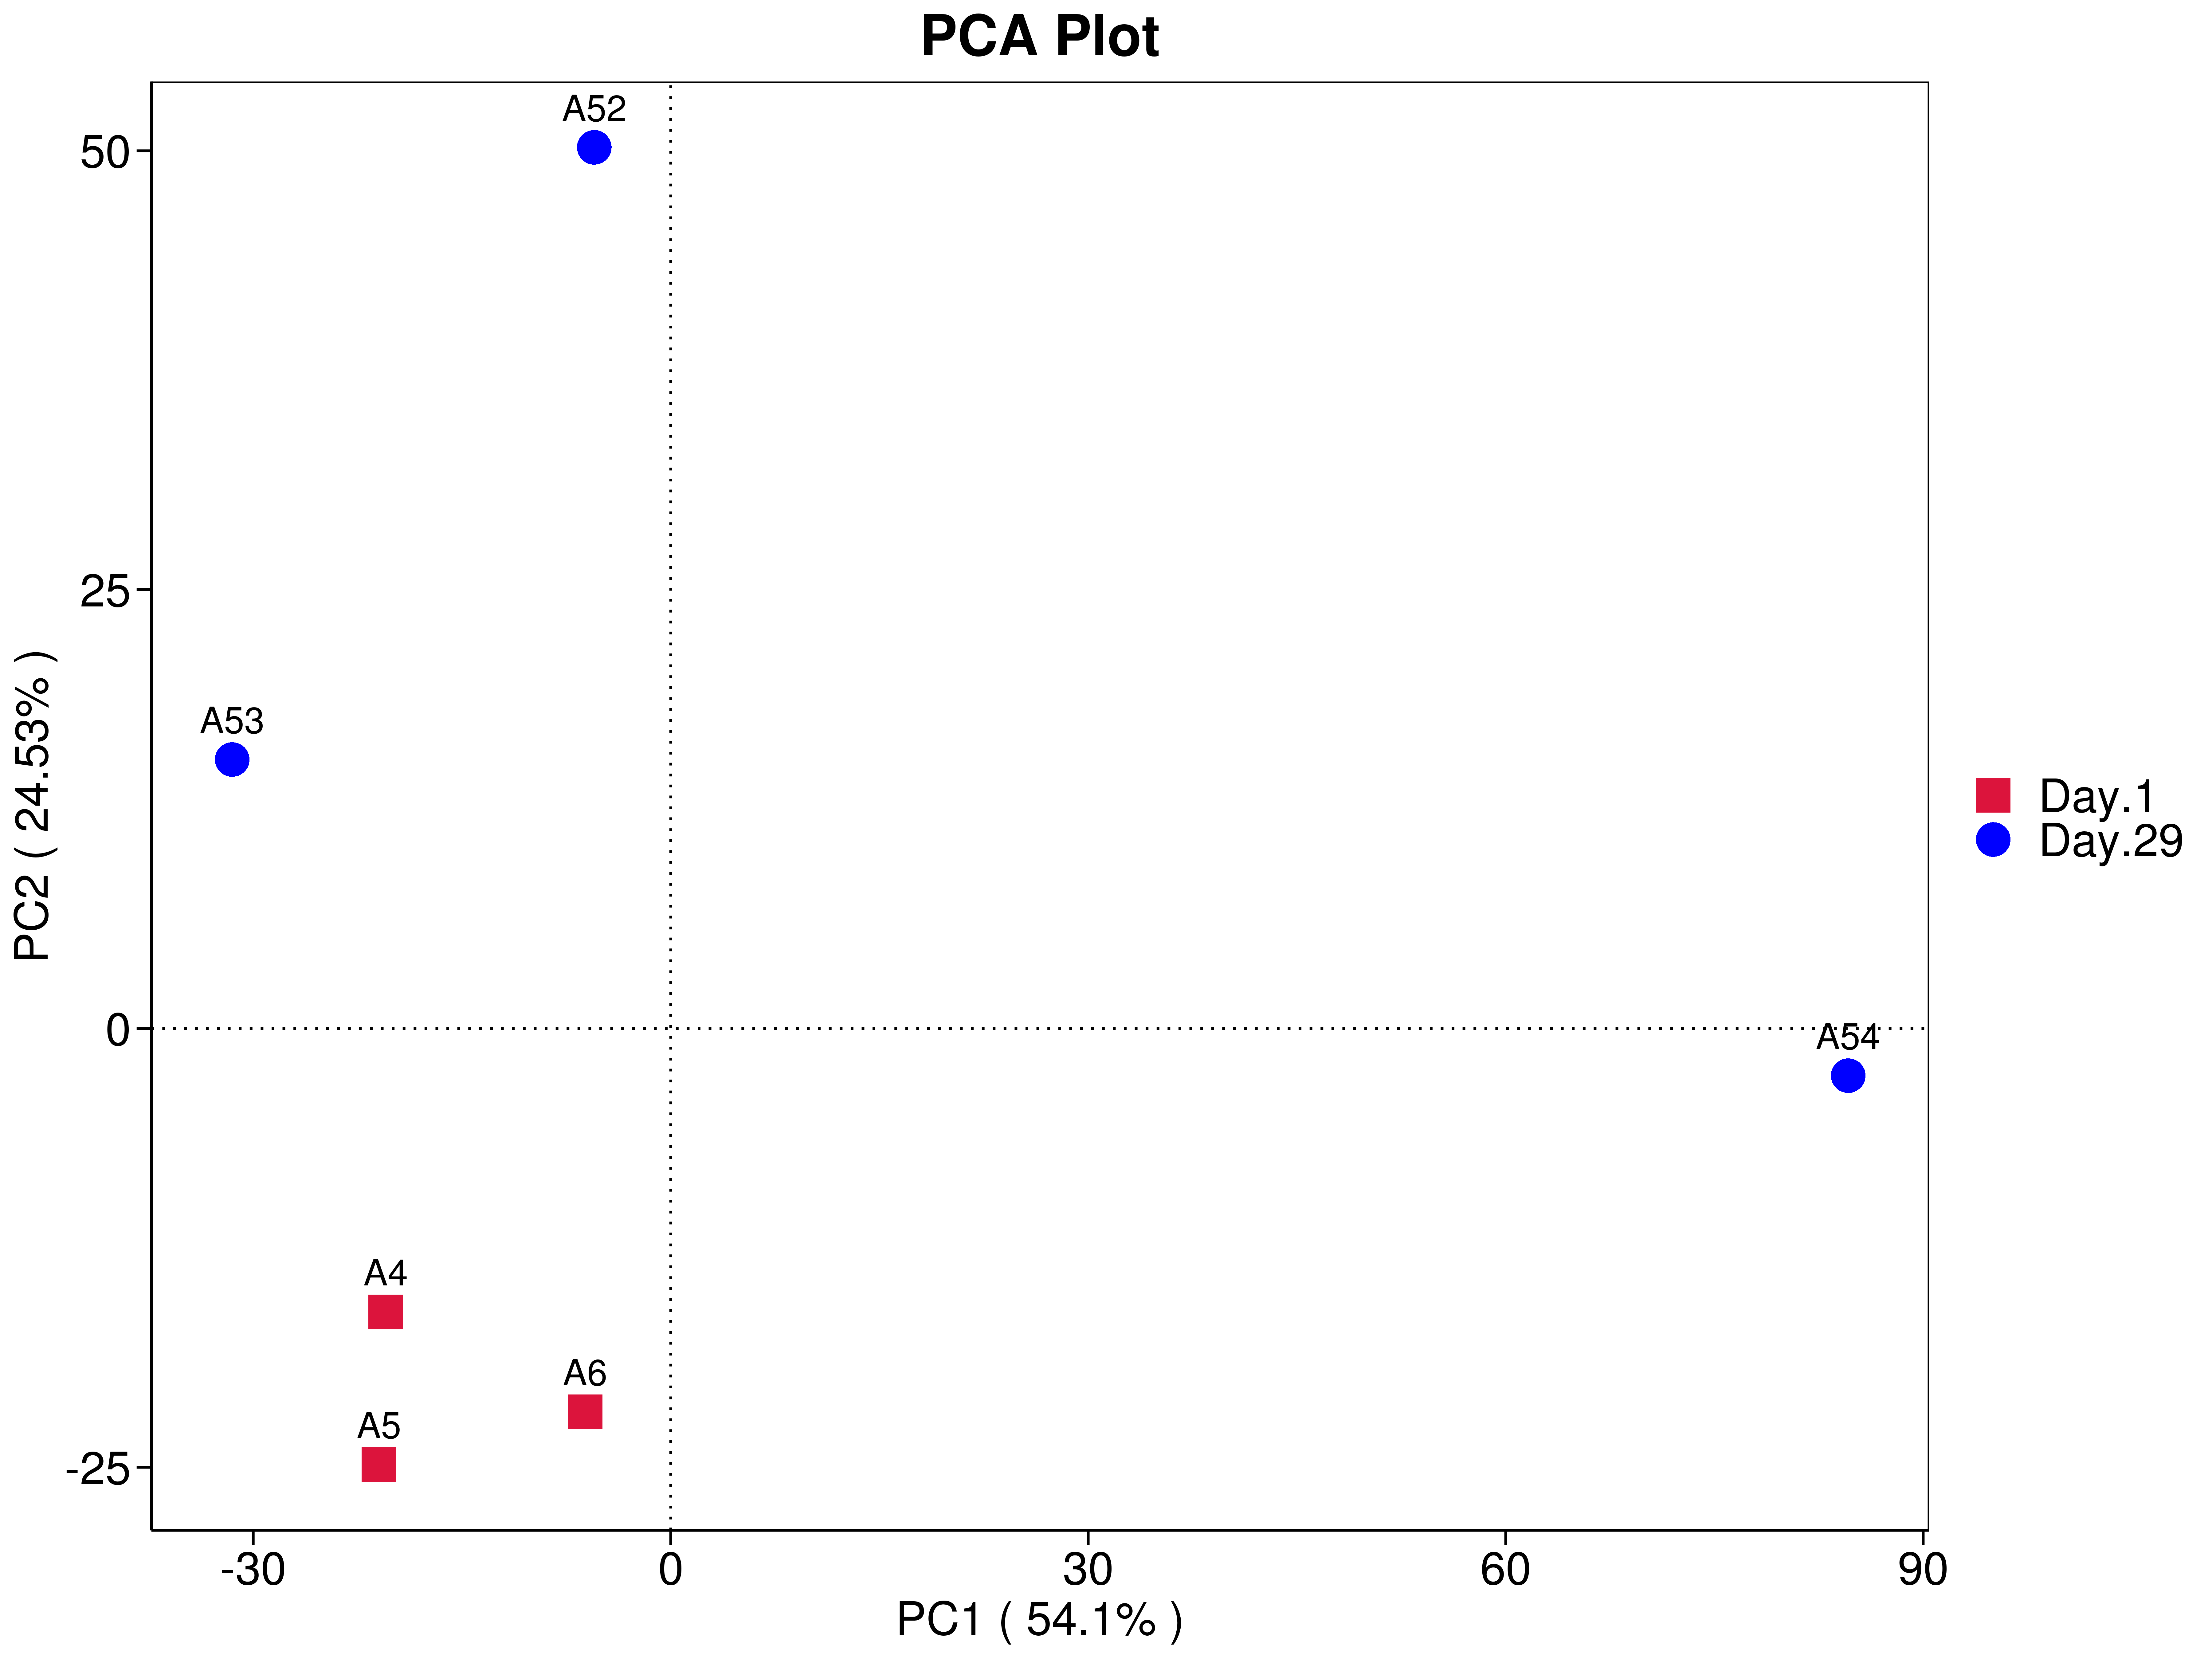 PCA Plot
A52
50
25
A53
PC2 ( 24.53% )
Day.1
Day.29
0
A54
A4
A6
A5
-25
-30 0 30 60 90
PC1 ( 54.1% )